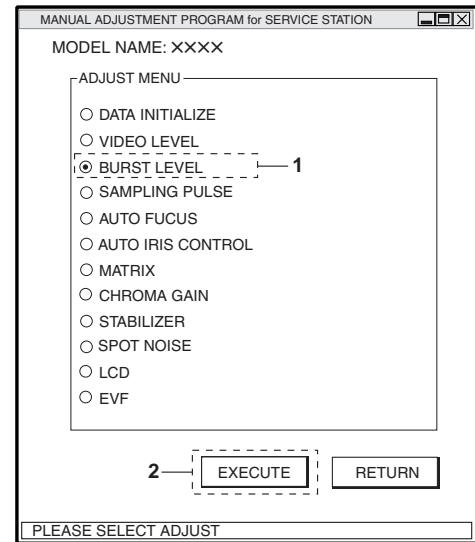 MANUAL ADJUSTMENT PROGRAM for SERVICE STATION
MODEL NAME: XXXX
ADJUST MENU
DATA INITIALIZE
VIDEO LEVEL
BURST LEVEL 1
SAMPLING PULSE
AUTO FUCUS
AUTO IRIS CONTROL
MATRIX
CHROMA GAIN
STABILIZER
SPOT NOISE
LCD
EVF
2 EXECUTE RETURN
PLEASE SELECT ADJUST